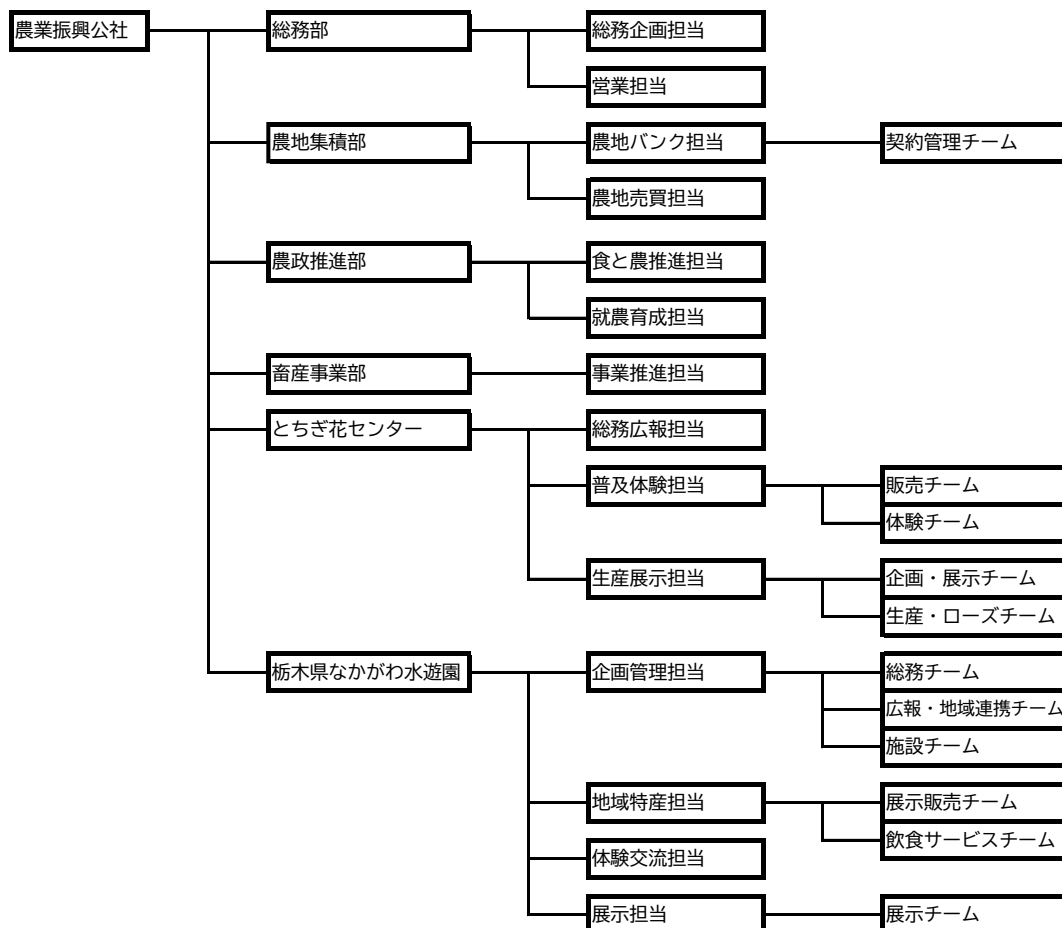 農業振興公社
総務部
総務企画担当
営業担当
農地集積部
農地バンク担当
契約管理チーム
農地売買担当
農政推進部
食と農推進担当
就農育成担当
畜産事業部
事業推進担当
とちぎ花センター
総務広報担当
普及体験担当
販売チーム
体験チーム
生産展示担当
企画・展示チーム
生産・ローズチーム
栃木県なかがわ水遊園
企画管理担当
総務チーム
広報・地域連携チーム
施設チーム
地域特産担当
展示販売チーム
飲食サービスチーム
体験交流担当
展示担当
展示チーム